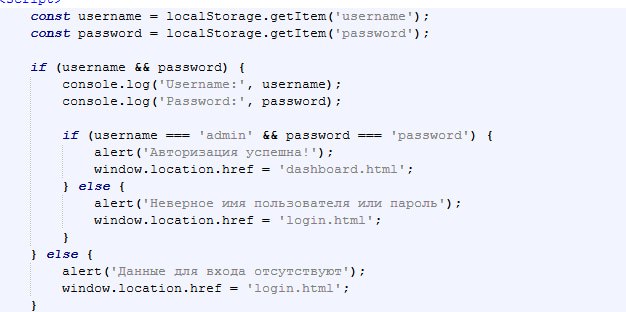 <script>
const username = localStorage.getItem('username');
const password = localStorage.getItem('password');
if (username && password) {
console.log('Username:', username);
console.log('Password:', password);
if (username === 'admin' && password === 'password') {
alert('Авторизация успешна!');
window.location.href = 'dashboard.html';
} else {
alert('Неверное имя пользователя или пароль');
window.location.href = 'login.html';
}
} else {
alert('Данные для входа отсутствуют');
window.location.href = 'login.html';
}